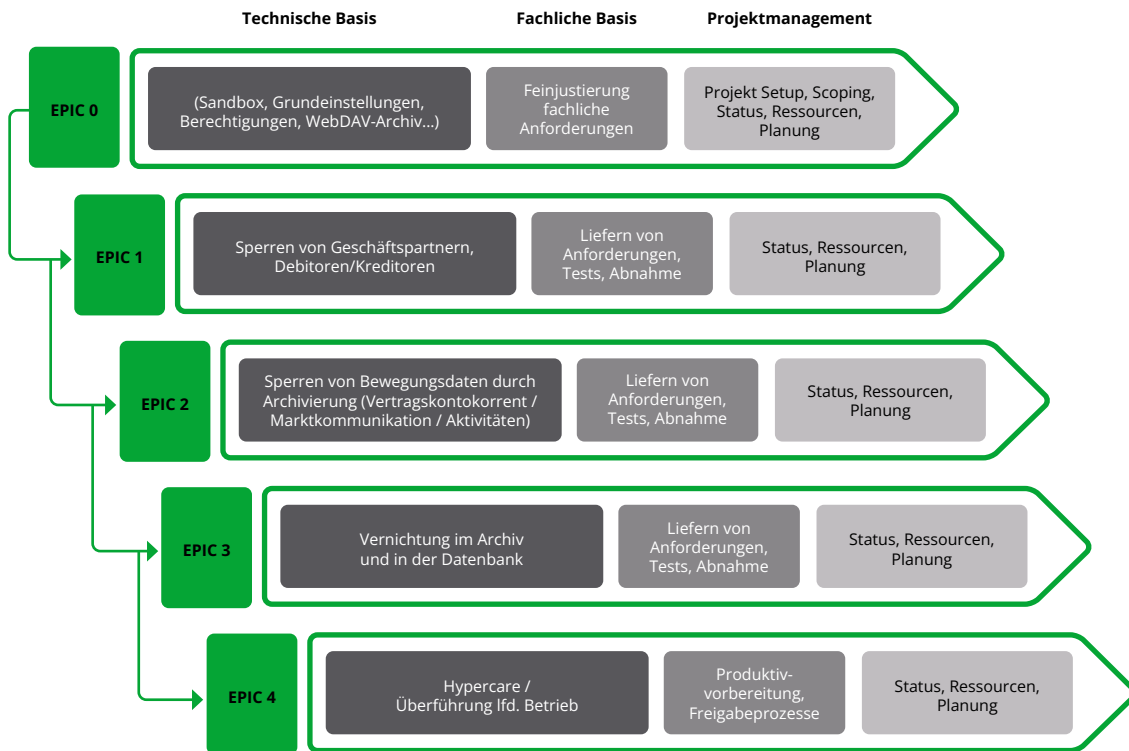 Technische Basis
Fachliche Basis
Projektmanagement
EPIC 0
(Sandbox, Grundeinstellungen,
Berechtigungen, WebDAV-Archiv...)
Feinjustierung
fachliche
Anforderungen
Projekt Setup, Scoping,
Status, Ressourcen,
Planung
EPIC 1
Sperren von Geschäftspartnern,
Debitoren/Kreditoren
Liefern von
Anforderungen,
Tests, Abnahme
Status, Ressourcen,
Planung
EPIC 2
Sperren von Bewegungsdaten durch
Archivierung (Vertragskontokorrent /
Marktkommunikation / Aktivitäten)
Liefern von
Anforderungen,
Tests, Abnahme
Status, Ressourcen,
Planung
EPIC 3
Vernichtung im Archiv
und in der Datenbank
Liefern von
Anforderungen,
Tests, Abnahme
Status, Ressourcen,
Planung
EPIC 4
Hypercare /
Überführung lfd. Betrieb
Produktiv-
vorbereitung,
Freigabeprozesse
Status, Ressourcen,
Planung